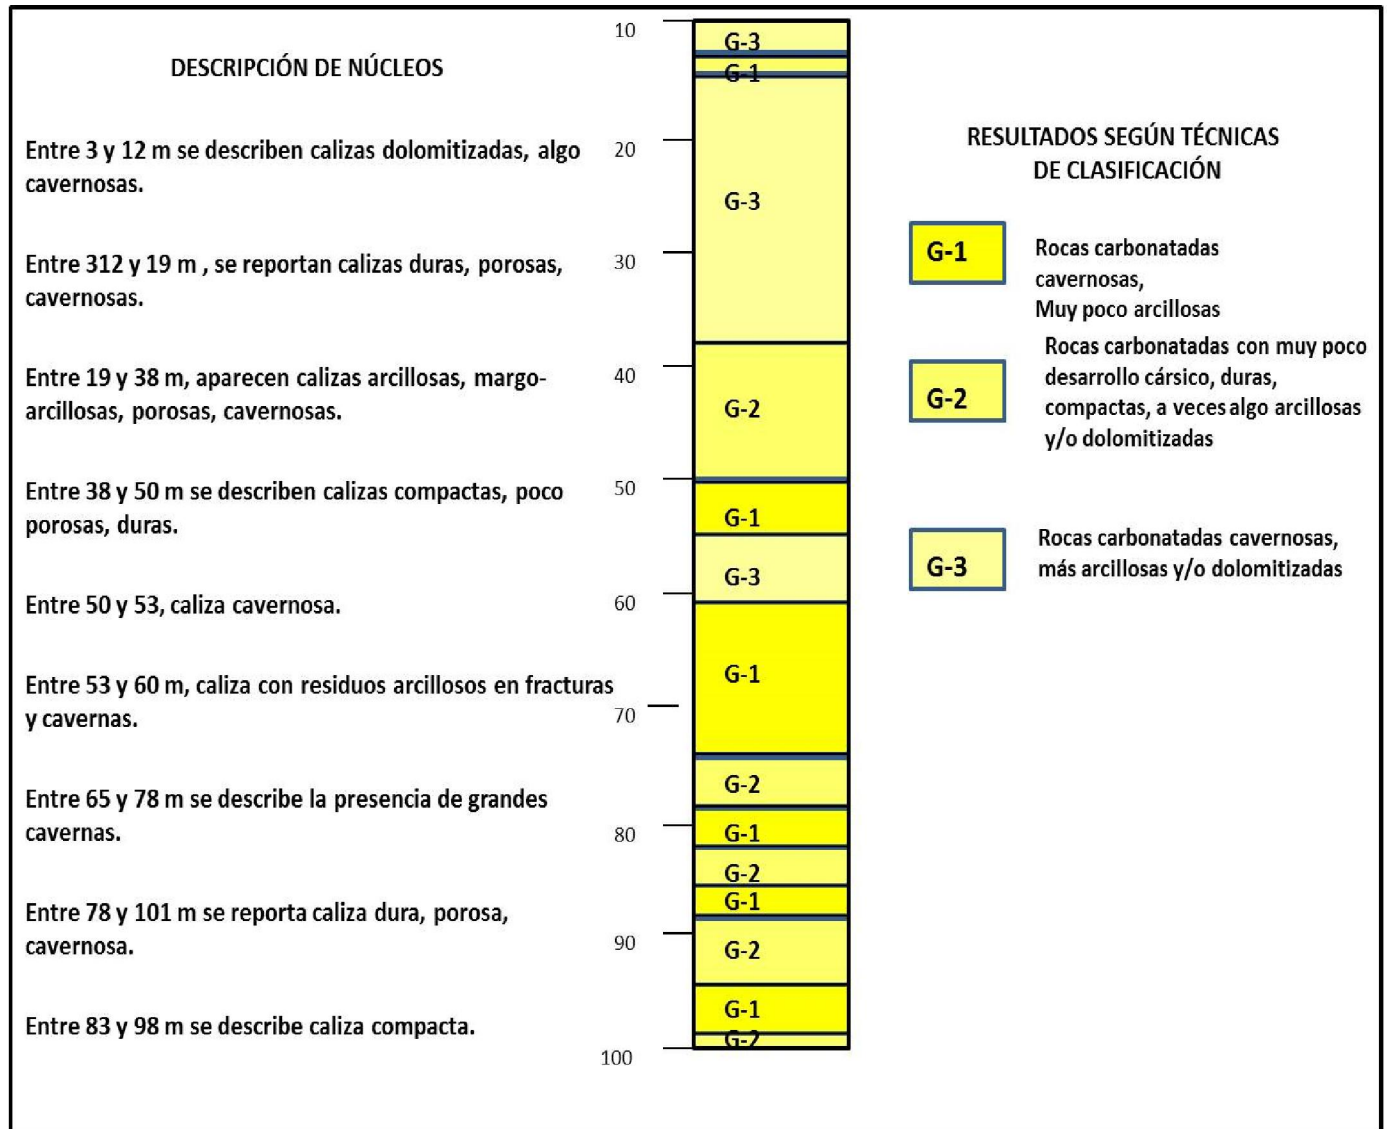 DESCRIPCIÓN DE NÚCLEOS
Entre 3 y 12 m se describen calizas dolomitizadas, algo
cavernosas.
Entre 312 y 19 m , se reportan calizas duras, porosas,
cavernosas.
Entre 19 y 38 m, aparecen calizas arcillosas, margo-
arcillosas, porosas, cavernosas.
Entre 38 y 50 m se describen calizas compactas, poco
porosas, duras.
Entre 50 y 53, caliza cavernosa.
Entre 53 y 60 m, caliza con residuos arcillosos en fracturas
y cavernas.
Entre 65 y 78 m se describe la presencia de grandes
cavernas.
Entre 78 y 101 m se reporta caliza dura, porosa,
cavernosa.
Entre 83 y 98 m se describe caliza compacta.
10
20
30
40
50
60
70
80
90
100
G-3
G-1
G-3
G-2
G-1
G-3
G-1
G-2
G-1
G-2
G-1
G-2
G-1
G-2
RESULTADOS SEGÚN TÉCNICAS
DE CLASIFICACIÓN
G-1
Rocas carbonatadas
cavernosas,
Muy poco arcillosas
G-2
Rocas carbonatadas con muy poco
desarrollo cársico, duras,
compactas, a veces algo arcillosas
y/o dolomitizadas
G-3
Rocas carbonatadas cavernosas,
más arcillosas y/o dolomitizadas